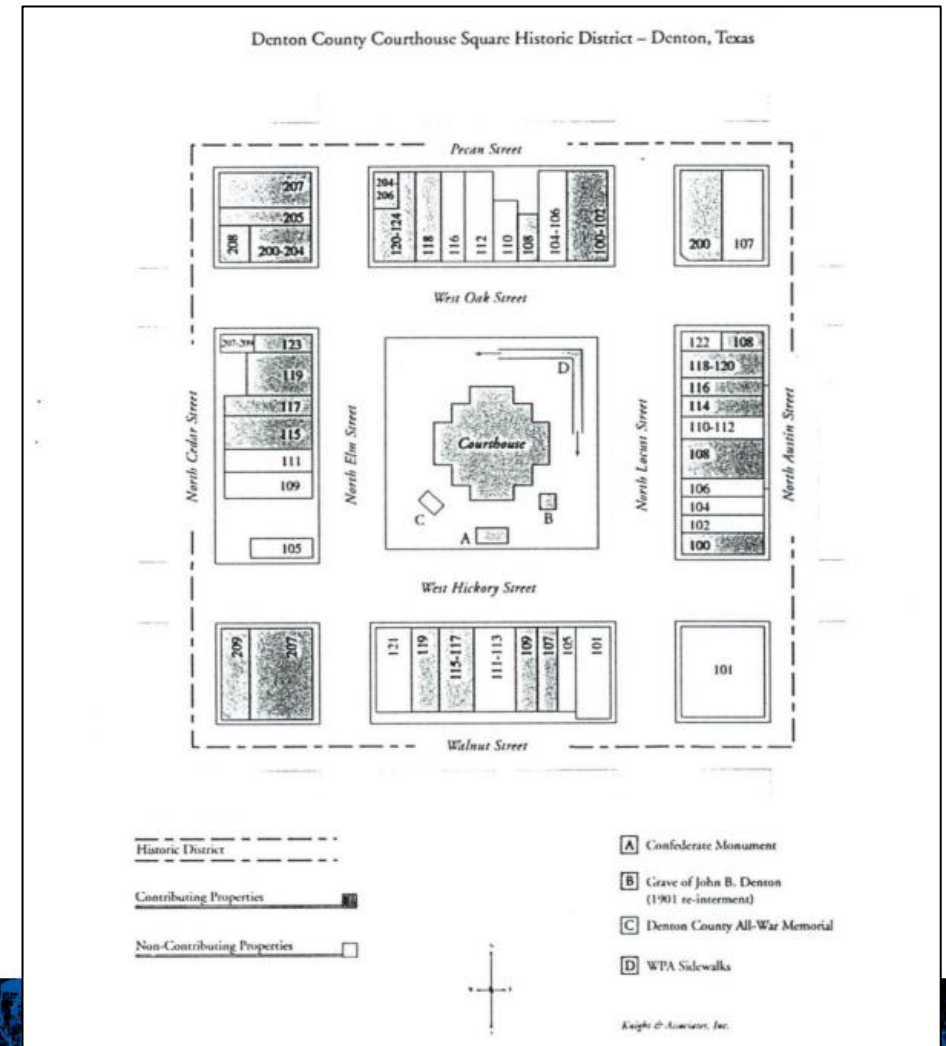 Denton County Courthouse Square Historic District – Denton, Texas
Pecan Street
207
205
208
200-204
204-
206
120-124
118
116
112
110
108
104-106
100-102
200
107
West Oak Street
207-209
123
119
117
115
111
109
105
North Cedar Street
North Elm Street
Courthouse
D
C
B
A
North Locust Street
122
108
118-120
116
114
110-112
108
106
104
102
100
North Austin Street
West Hickory Street
209
207
121
119
115-117
111-113
109
107
105
101
101
Walnut Street
Historic District
Contributing Properties
Non-Contributing Properties
A Confederate Monument
B Grave of John B. Denton
(1901 re-interment)
C Denton County All-War Memorial
D WPA Sidewalks
Knight & Associates, Inc.